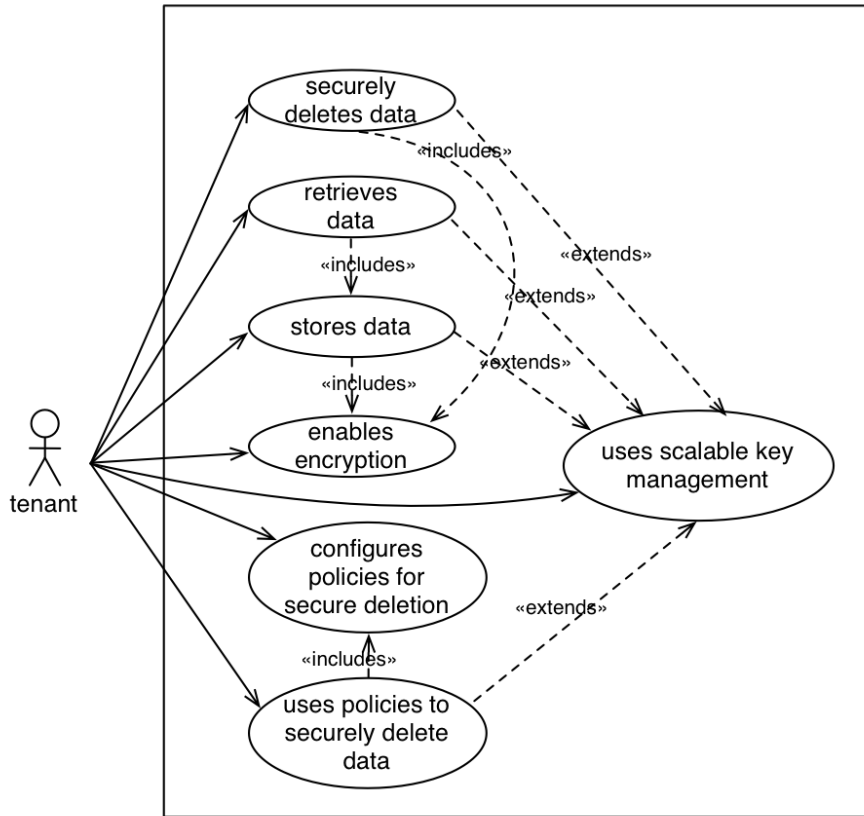 securely
deletes data
«includes»
retrieves
data
«extends»
«includes»
«extends»
stores data
«extends»
«includes»
enables
encryption
uses scalable key
management
tenant
configures
policies for
secure deletion
«extends»
«includes»
uses policies to
securely delete
data